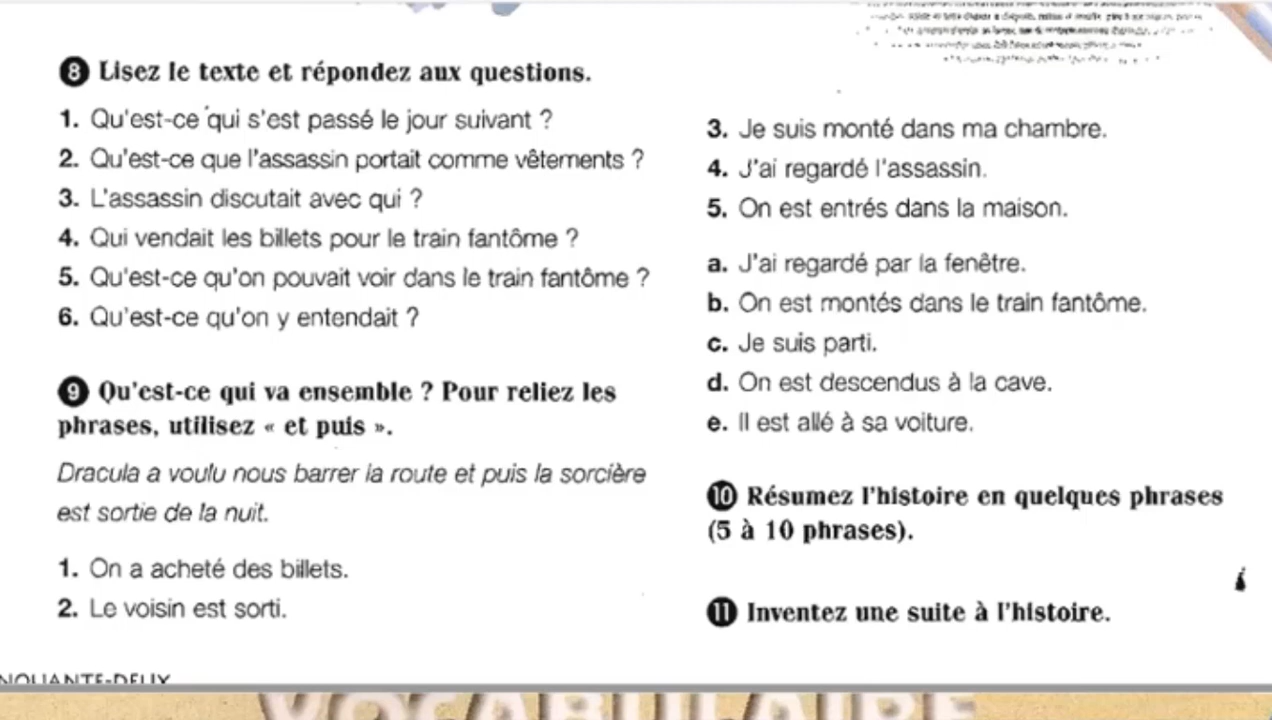 8 Lisez le texte et répondez aux questions.
1. Qu'est-ce qui s'est passé le jour suivant ?
2. Qu'est-ce que l'assassin portait comme vêtements ?
3. L'assassin discutait avec qui ?
4. Qui vendait les billets pour le train fantôme ?
5. Qu'est-ce qu'on pouvait voir dans le train fantôme ?
6. Qu'est-ce qu'on y entendait ?
9 Qu'est-ce qui va ensemble ? Pour reliez les
phrases, utilisez « et puis ».
Dracula a voulu nous barrer la route et puis la sorcière
est sortie de la nuit.
1. On a acheté des billets.
2. Le voisin est sorti.
3. Je suis monté dans ma chambre.
4. J'ai regardé l'assassin.
5. On est entrés dans la maison.
a. J'ai regardé par la fenêtre.
b. On est montés dans le train fantôme.
c. Je suis parti.
d. On est descendus à la cave.
e. Il est allé à sa voiture.
10 Résumez l'histoire en quelques phrases
(5 à 10 phrases).
11 Inventez une suite à l'histoire.
NQUANTE-DEUX
VOCABULAIRE